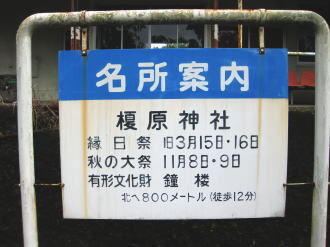 名所案内
榎原神社
縁日祭 旧3月15日・16日
秋の大祭 11月8日・9日
有形文化財 鐘楼
北へ800メートル(徒歩12分)